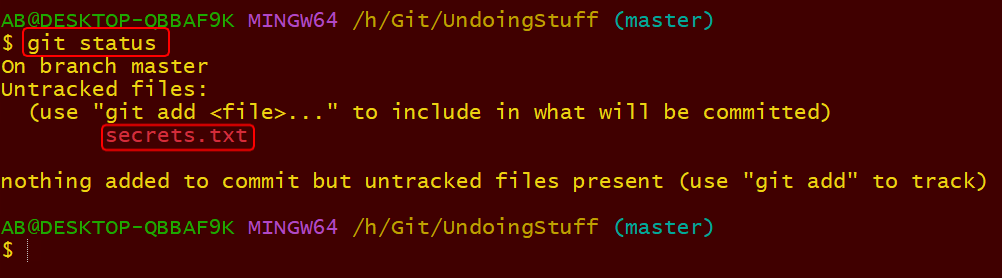 AB@DESKTOP-QBBAF9K MINGW64 /h/Git/UndoingStuff (master)
$ git status
On branch master
Untracked files:
  (use "git add <file>..." to include in what will be committed)
        secrets.txt

nothing added to commit but untracked files present (use "git add" to track)

AB@DESKTOP-QBBAF9K MINGW64 /h/Git/UndoingStuff (master)
$